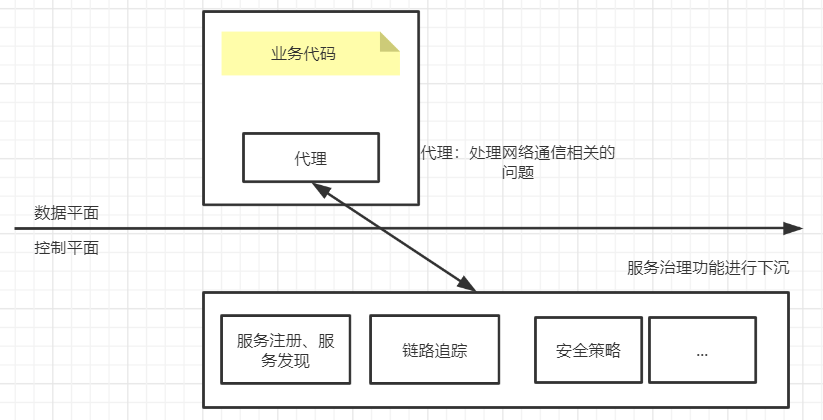 业务代码
代理
代理：处理网络通信相关的
问题
数据平面
控制平面
服务治理功能进行下沉
服务注册、服
务发现
链路追踪
安全策略
...